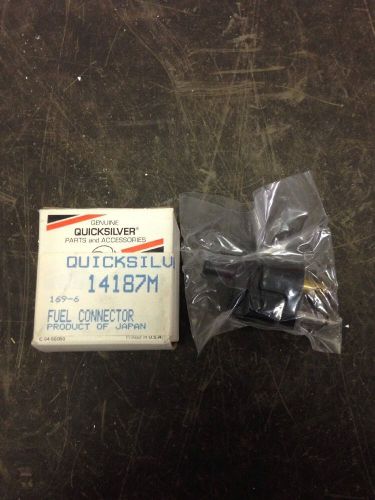 GENUINE
QUICKSILVER®
PARTS and ACCESSORIES
QUICKSILV
14187M
169-6
FUEL CONNECTOR
PRODUCT OF JAPAN
Printed in U.S.A.